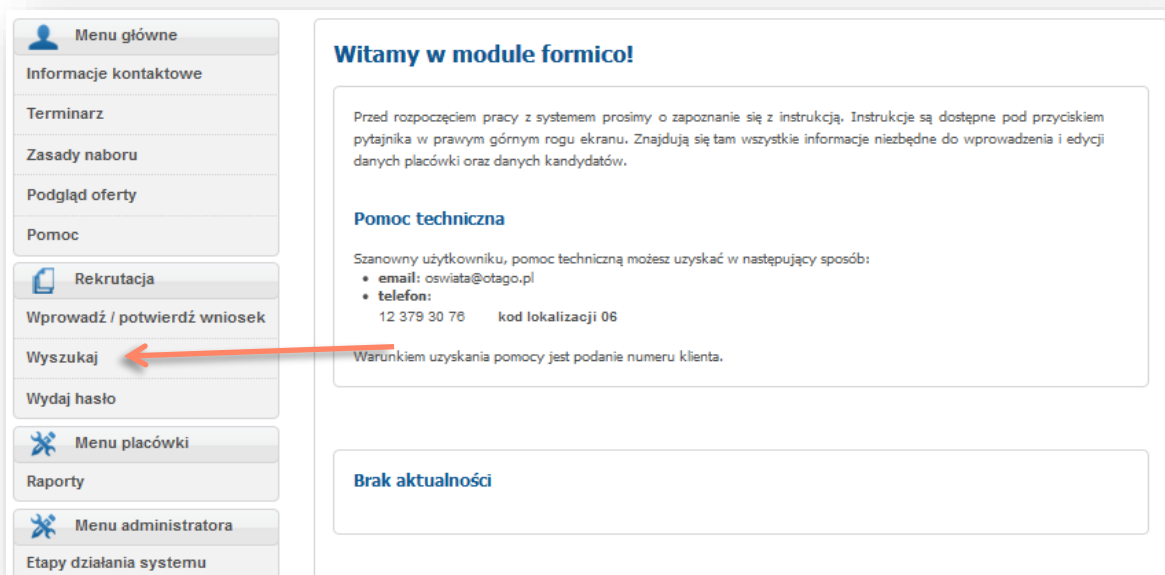 Menu główne
Informacje kontaktowe
Terminarz
Zasady naboru
Podgląd oferty
Pomoc
Rekrutacja
Wprowadź / potwierdź wniosek
Wyszukaj
Wydaj hasło
Menu placówki
Raporty
Menu administratora
Etapy działania systemu
Witamy w module formico!
Przed rozpoczęciem pracy z systemem prosimy o zapoznanie się z instrukcją. Instrukcje są dostępne pod przyciskiem
pytajnika w prawym górnym rogu ekranu. Znajdują się tam wszystkie informacje niezbędne do wprowadzenia i edycji
danych placówki oraz danych kandydatów.
Pomoc techniczna
Szanowny użytkowniku, pomoc techniczną możesz uzyskać w następujący sposób:
• email: oswiata@otago.pl
• telefon:
12 379 30 76 kod lokalizacji 06
Warunkiem uzyskania pomocy jest podanie numeru klienta.
Brak aktualności